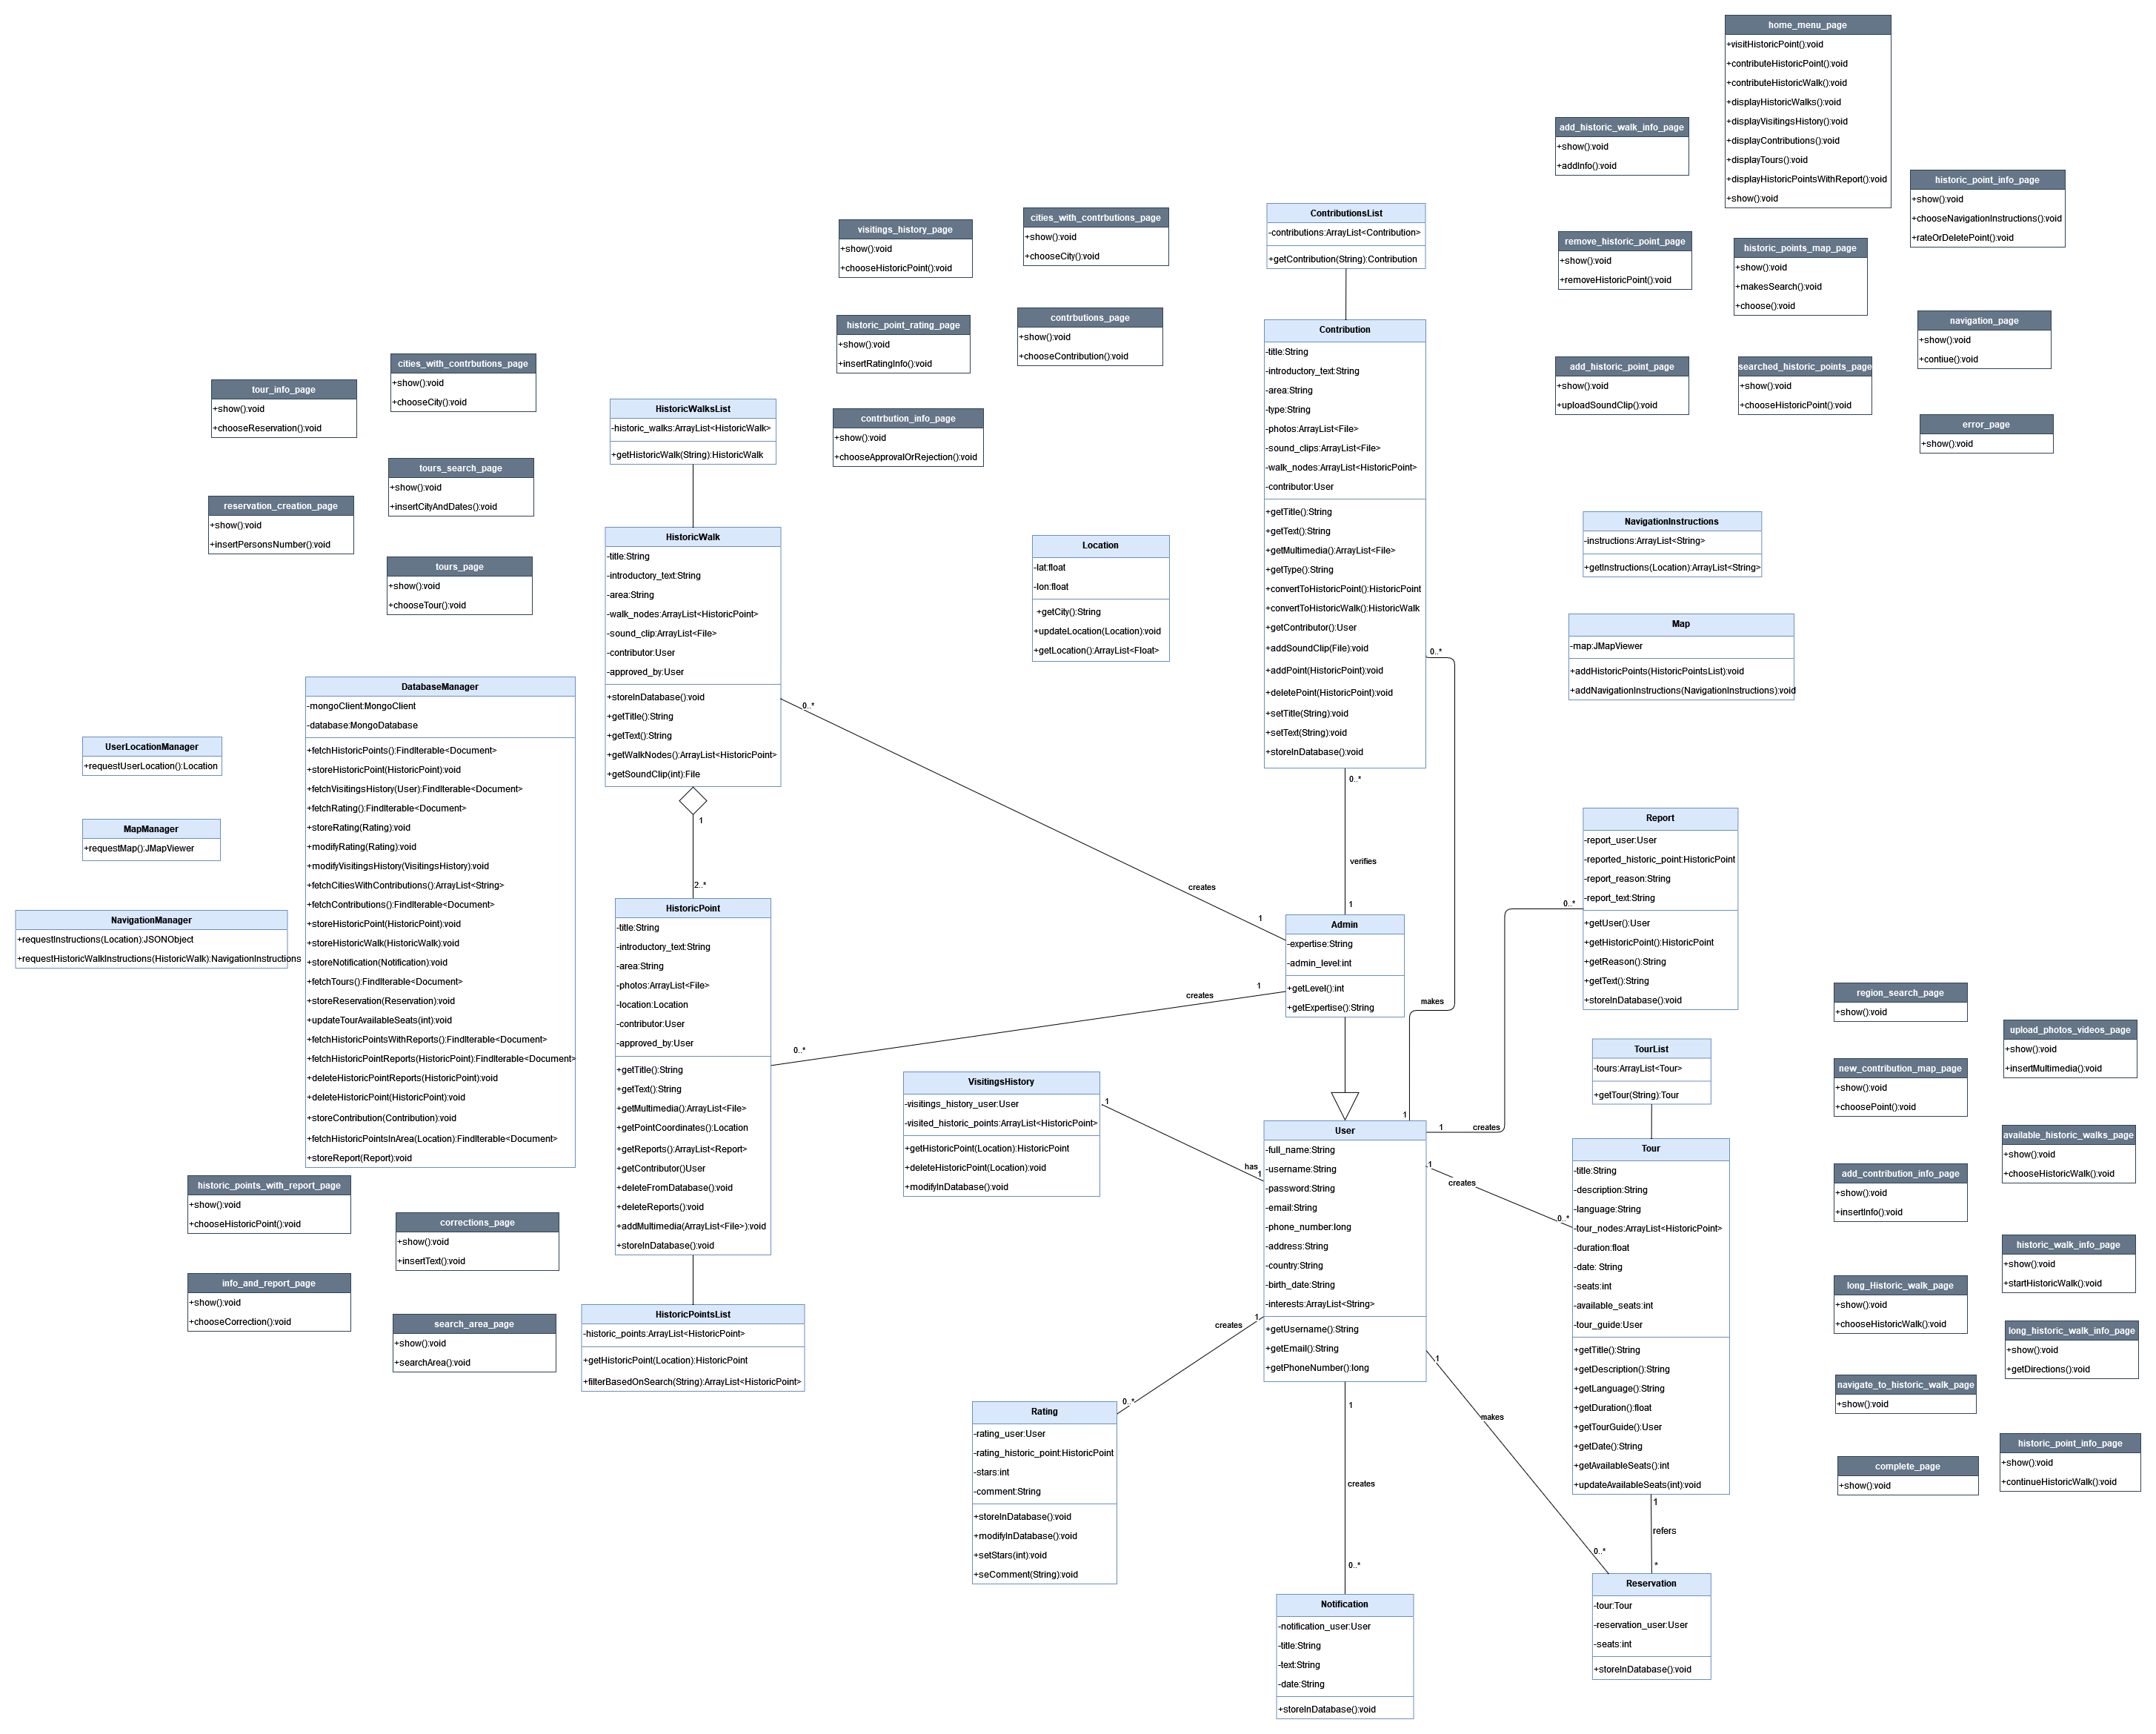 home_menu_page
+visitHistoricPoint():void
+contributeHistoricPoint():void
+contributeHistoricWalk():void
+displayHistoricWalks():void
+displayVisitingsHistory():void
+displayContributions():void
+displayTours():void
+displayHistoricPointsWithReport():void
+show():void
add_historic_walk_info_page
+show():void
+addInfo():void
historic_point_info_page
+show():void
+chooseNavigationInstructions():void
+rateOrDeletePoint():void
visitings_history_page
+show():void
+chooseHistoricPoint():void
cities_with_contrbutions_page
+show():void
+chooseCity():void
ContributionsList
-contributions:ArrayList<Contribution>
+getContribution(String):Contribution
remove_historic_point_page
+show():void
+removeHistoricPoint():void
historic_points_map_page
+show():void
+makesSearch():void
+choose():void
historic_point_rating_page
+show():void
+insertRatingInfo():void
contrbutions_page
+show():void
+chooseContribution():void
navigation_page
+show():void
+contiue():void
add_historic_point_page
+show():void
+uploadSoundClip():void
searched_historic_points_page
+show():void
+chooseHistoricPoint():void
error_page
+show():void
tour_info_page
+show():void
+chooseReservation():void
cities_with_contrbutions_page
+show():void
+chooseCity():void
contrbution_info_page
+show():void
+chooseApprovalOrRejection():void
tours_search_page
+show():void
+insertCityAndDates():void
reservation_creation_page
+show():void
+insertPersonsNumber():void
tours_page
+show():void
+chooseTour():void
HistoricWalksList
-historic_walks:ArrayList<HistoricWalk>
+getHistoricWalk(String):HistoricWalk
HistoricWalk
-title:String
-introductory_text:String
-area:String
-walk_nodes:ArrayList<HistoricPoint>
-sound_clip:ArrayList<File>
-contributor:User
-approved_by:User
+storeInDatabase():void
+getTitle():String
+getText():String
+getWalkNodes():ArrayList<HistoricPoint>
+getSoundClip(int):File
Location
-lat:float
-lon:float
+getCity():String
+updateLocation(Location):void
+getLocation():ArrayList<Float>
Contribution
-title:String
-introductory_text:String
-area:String
-type:String
-photos:ArrayList<File>
-sound_clips:ArrayList<File>
-walk_nodes:ArrayList<HistoricPoint>
-contributor:User
+getTitle():String
+getText():String
+getMultimedia():ArrayList<File>
+getType():String
+convertToHistoricPoint():HistoricPoint
+convertToHistoricWalk():HistoricWalk
+getContributor():User
+addSoundClip(File):void
+addPoint(HistoricPoint):void
+deletePoint(HistoricPoint):void
+setTitle(String):void
+setText(String):void
+storeInDatabase():void
NavigationInstructions
-instructions:ArrayList<String>
+getInstructions(Location):ArrayList<String>
Map
-map:JMapViewer
+addHistoricPoints(HistoricPointsList):void
+addNavigationInstructions(NavigationInstructions):void
UserLocationManager
+requestUserLocation():Location
MapManager
+requestMap():JMapViewer
NavigationManager
+requestInstructions(Location):JSONObject
+requestHistoricWalkInstructions(HistoricWalk):NavigationInstructions
DatabaseManager
-mongoClient:MongoClient
-database:MongoDatabase
+fetchHistoricPoints():FindIterable<Document>
+storeHistoricPoint(HistoricPoint):void
+fetchVisitingsHistory(User):FindIterable<Document>
+fetchRating():FindIterable<Document>
+storeRating(Rating):void
+modifyRating(Rating):void
+modifyVisitingsHistory(VisitingsHistory):void
+fetchCitiesWithContributions():ArrayList<String>
+fetchContributions():FindIterable<Document>
+storeHistoricPoint(HistoricPoint):void
+storeHistoricWalk(HistoricWalk):void
+storeNotification(Notification):void
+fetchTours():FindIterable<Document>
+storeReservation(Reservation):void
+updateTourAvailableSeats(int):void
+fetchHistoricPointsWithReports():FindIterable<Document>
+fetchHistoricPointReports(HistoricPoint):FindIterable<Document>
+deleteHistoricPointReports(HistoricPoint):void
+deleteHistoricPoint(HistoricPoint):void
+storeContribution(Contribution):void
+fetchHistoricPointsInArea(Location):FindIterable<Document>
+storeReport(Report):void
0..*
creates
1
1
2..*
0..*
verifies
1
0..*
makes
1
HistoricPoint
-title:String
-introductory_text:String
-area:String
-photos:ArrayList<File>
-location:Location
-contributor:User
-approved_by:User
+getTitle():String
+getText():String
+getMultimedia():ArrayList<File>
+getPointCoordinates():Location
+getReports():ArrayList<Report>
+getContributor()User
+deleteFromDatabase():void
+deleteReports():void
+addMultimedia(ArrayList<File>):void
+storeInDatabase():void
creates
1
0..*
Admin
-expertise:String
-admin_level:int
+getLevel():int
+getExpertise():String
Report
-report_user:User
-reported_historic_point:HistoricPoint
-report_reason:String
-report_text:String
+getUser():User
+getHistoricPoint():HistoricPoint
+getReason():String
+getText():String
+storeInDatabase():void
0..*
1
creates
region_search_page
+show():void
upload_photos_videos_page
+show():void
+insertMultimedia():void
new_contribution_map_page
+show():void
+choosePoint():void
TourList
-tours:ArrayList<Tour>
+getTour(String):Tour
VisitingsHistory
-visitings_history_user:User
-visited_historic_points:ArrayList<HistoricPoint>
+getHistoricPoint(Location):HistoricPoint
+deleteHistoricPoint(Location):void
+modifyInDatabase():void
1
has
1
User
-full_name:String
-username:String
-password:String
-email:String
-phone_number:long
-address:String
-country:String
-birth_date:String
-interests:ArrayList<String>
+getUsername():String
+getEmail():String
+getPhoneNumber():long
1
creates
0..*
Tour
-title:String
-description:String
-language:String
-tour_nodes:ArrayList<HistoricPoint>
-duration:float
-date: String
-seats:int
-available_seats:int
-tour_guide:User
+getTitle():String
+getDescription():String
+getLanguage():String
+getDuration():float
+getTourGuide():User
+getDate():String
+getAvailableSeats():int
+updateAvailableSeats(int):void
available_historic_walks_page
+show():void
+chooseHistoricWalk():void
add_contribution_info_page
+show():void
+insertInfo():void
historic_walk_info_page
+show():void
+startHistoricWalk():void
long_Historic_walk_page
+show():void
+chooseHistoricWalk():void
long_historic_walk_info_page
+show():void
+getDirections():void
navigate_to_historic_walk_page
+show():void
historic_point_info_page
+show():void
+continueHistoricWalk():void
complete_page
+show():void
historic_points_with_report_page
+show():void
+chooseHistoricPoint():void
corrections_page
+show():void
+insertText():void
info_and_report_page
+show():void
+chooseCorrection():void
search_area_page
+show():void
+searchArea():void
HistoricPointsList
-historic_points:ArrayList<HistoricPoint>
+getHistoricPoint(Location):HistoricPoint
+filterBasedOnSearch(String):ArrayList<HistoricPoint>
creates
1
0..*
Rating
-rating_user:User
-rating_historic_point:HistoricPoint
-stars:int
-comment:String
+storeInDatabase():void
+modifyInDatabase():void
+setStars(int):void
+seComment(String):void
1
creates
0..*
1
makes
0..*
1
refers
*
Notification
-notification_user:User
-title:String
-text:String
-date:String
+storeInDatabase():void
Reservation
-tour:Tour
-reservation_user:User
-seats:int
+storeInDatabase():void